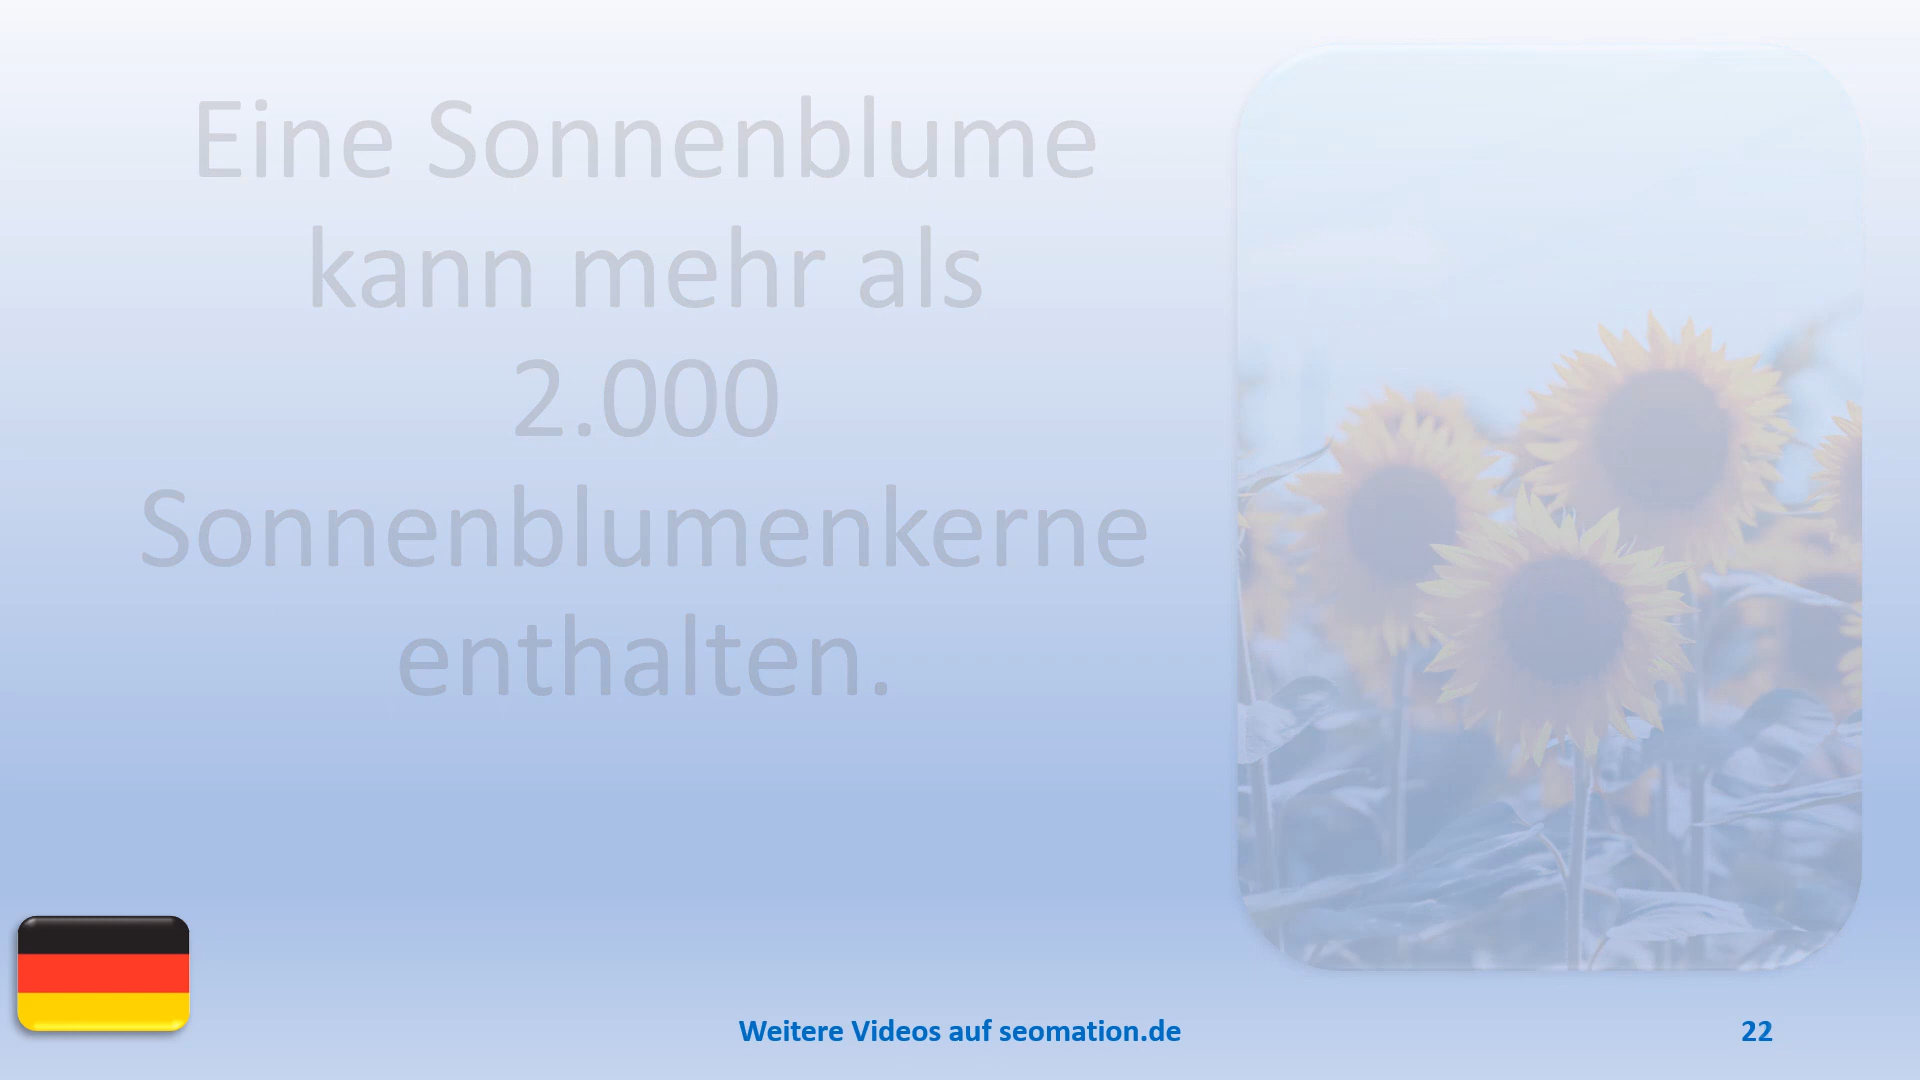 Eine Sonnenblume
kann mehr als
2.000
Sonnenblumenkerne
enthalten.
Weitere Videos auf seomation.de
22